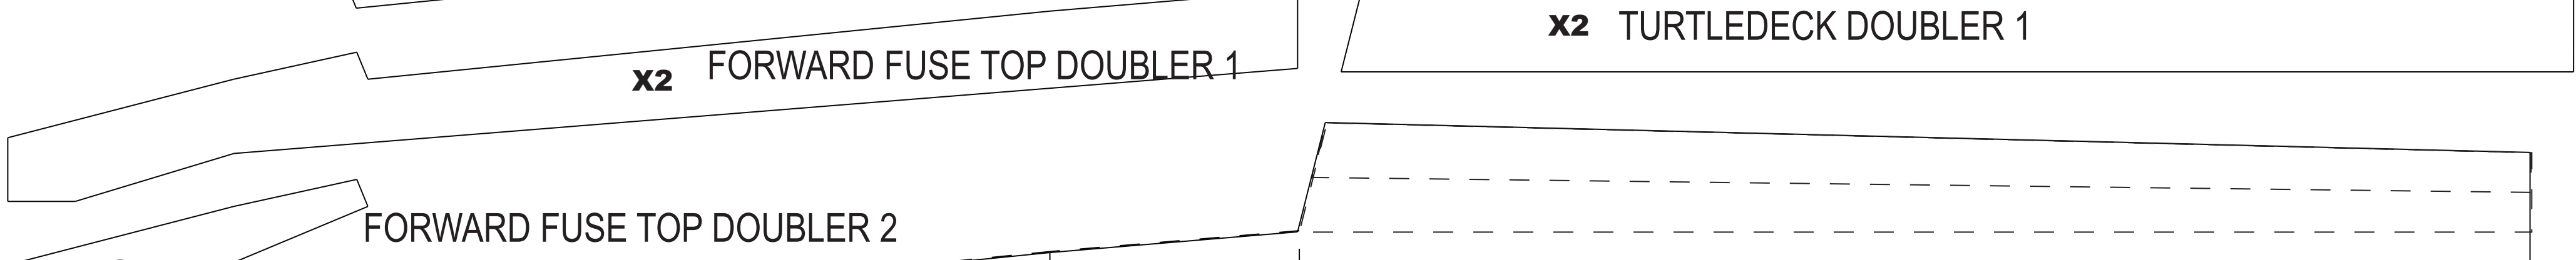 X2 TURTLEDECK DOUBLER 1
X2 FORWARD FUSE TOP DOUBLER 1
FORWARD FUSE TOP DOUBLER 2